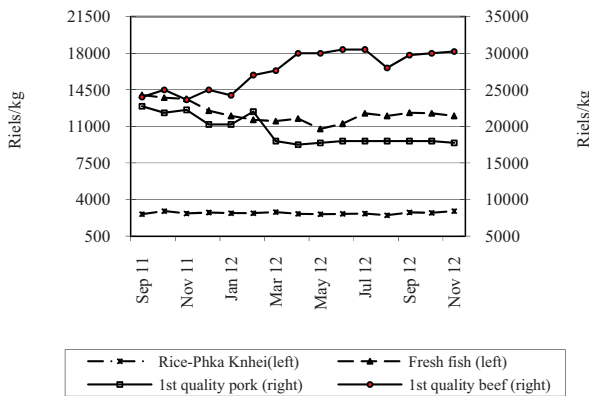 21500 35000
18000 30000
14500 25000
11000 20000
7500 15000
4000 10000
500 5000
Riels/kg
Riels/kg
Sep 11
Nov 11
Jan 12
Mar 12
May 12
Jul 12
Sep 12
Nov 12
Rice-Phka Knhei(left) Fresh fish (left)
1st quality pork (right) 1st quality beef (right)